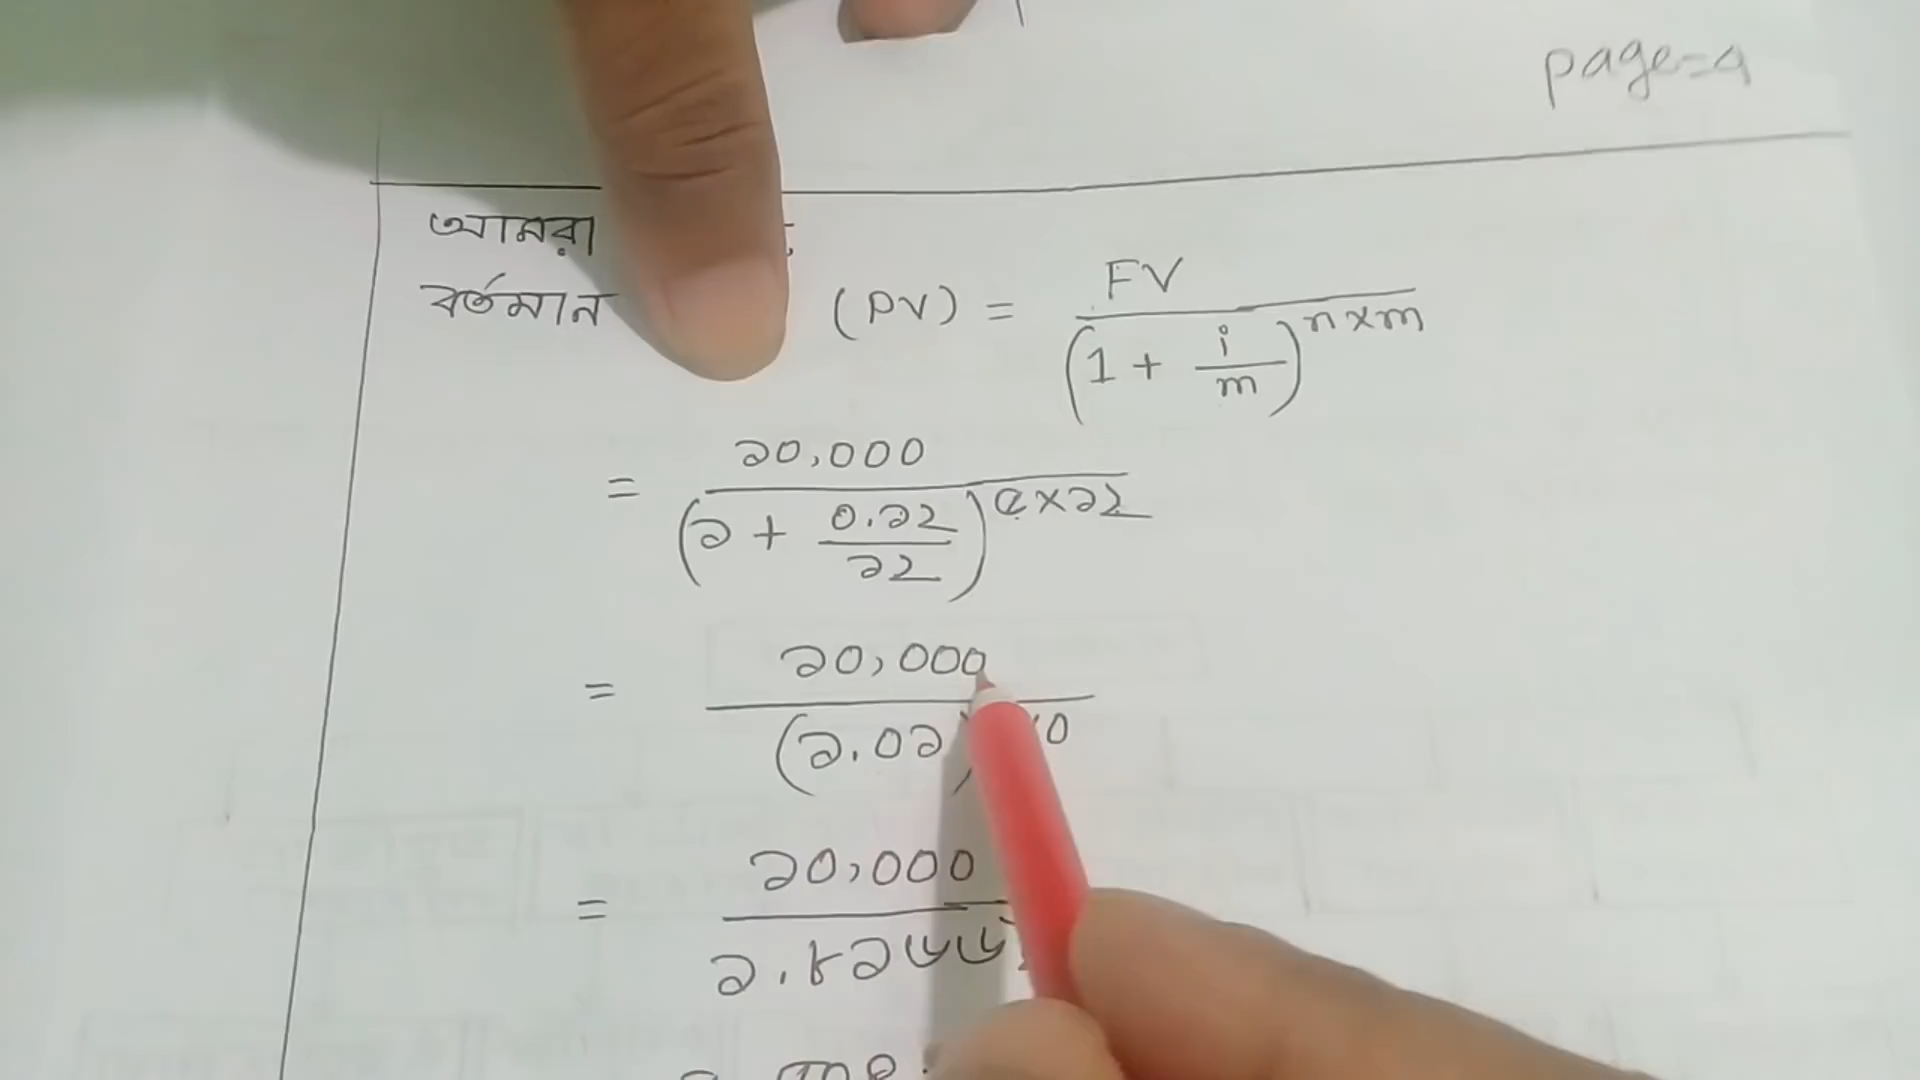 page=4
আমরা
বর্তমান (PV) = FV / (1 + i/m)^n×m
= ১০,০০০ / (১ + ০.১২/১২)^৫×১২
= ১০,০০০ / (১.০১)
= ১০,০০০ / ১.৮১৬৬